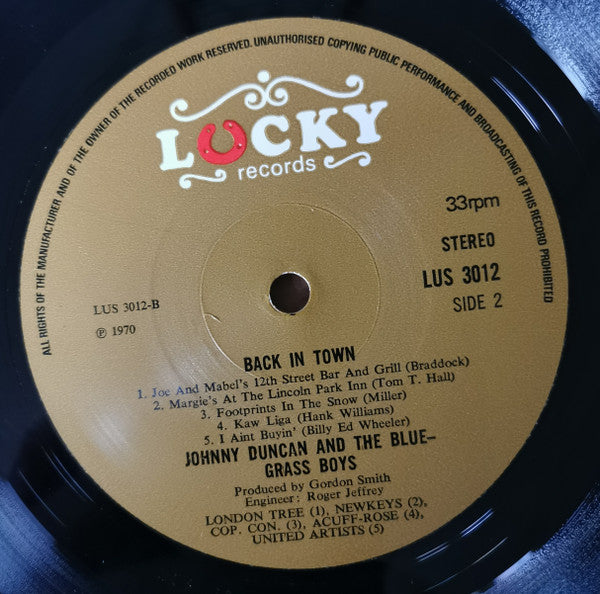 ALL RIGHTS OF THE MANUFACTURER AND OF THE OWNER OF THE RECORDED WORK RESERVED. UNAUTHORISED COPYING PUBLIC PERFORMANCE AND BROADCASTING OF THIS RECORD PROHIBITED
LUCKY
records
33rpm
STEREO
LUS 3012
SIDE 2
LUS 3012-B
℗ 1970
BACK IN TOWN
1. Joe And Mabel's 12th Street Bar And Grill (Braddock)
2. Margie's At The Lincoln Park Inn (Tom T. Hall)
3. Footprints In The Snow (Miller)
4. Kaw Liga (Hank Williams)
5. I Aint Buyin' (Billy Ed Wheeler)
JOHNNY DUNCAN AND THE BLUE–
GRASS BOYS
Produced by Gordon Smith
Engineer: Roger Jeffrey
LONDON TREE (1), NEWKEYS (2),
COP. CON. (3), ACUFF-ROSE (4),
UNITED ARTISTS (5)